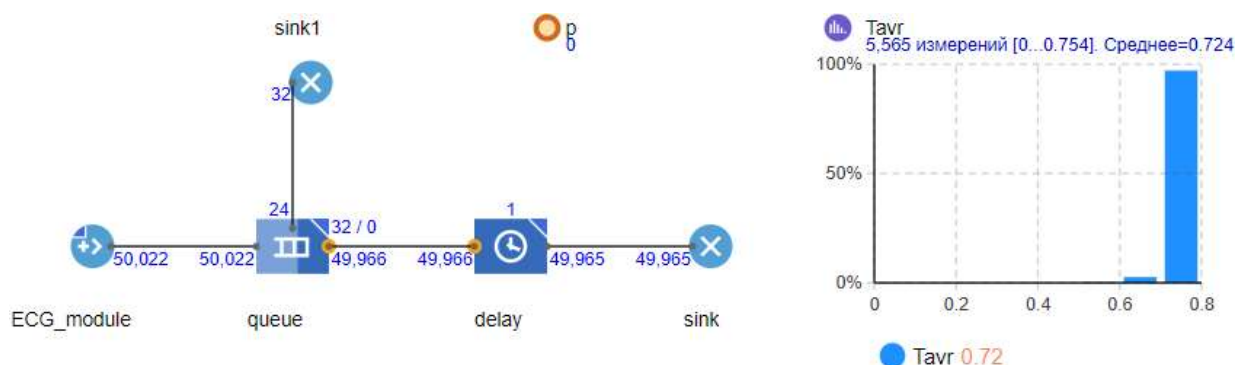 sink1
p
0
Tavr
5,565 измерений [0...0.754]. Среднее=0.724
100%
32
50%
24
32 / 0
1
50,022
50,022
49,966
49,966
49,965
49,965
0%
0
0.2
0.4
0.6
0.8
ECG_module
queue
delay
sink
Tavr 0.72